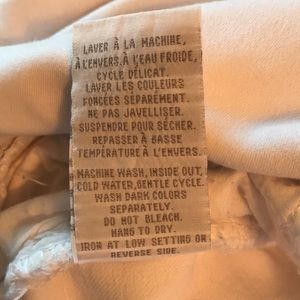 LAVER À LA MACHINE,
À L'ENVERS, À L'EAU FROIDE,
CYCLE DÉLICAT.
LAVER LES COULEURS
FONCÉES SÉPARÉMENT.
NE PAS JAVELLISER.
SUSPENDRE POUR SÉCHER.
REPASSER À BASSE
TEMPÉRATURE À L'ENVERS.
MACHINE WASH, INSIDE OUT,
COLD WATER, GENTLE CYCLE.
WASH DARK COLORS
SEPARATELY.
DO NOT BLEACH.
HANG TO DRY.
IRON AT LOW SETTING ON
REVERSE SIDE.